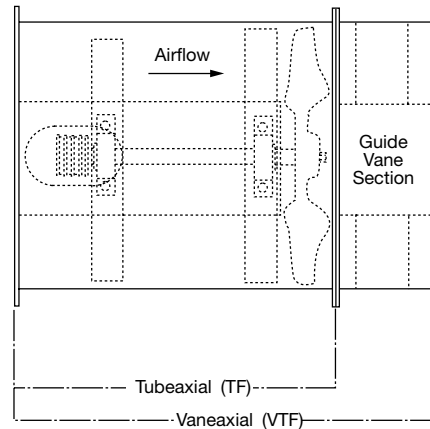 Airflow
Guide
Vane
Section
Tubeaxial (TF)
Vaneaxial (VTF)